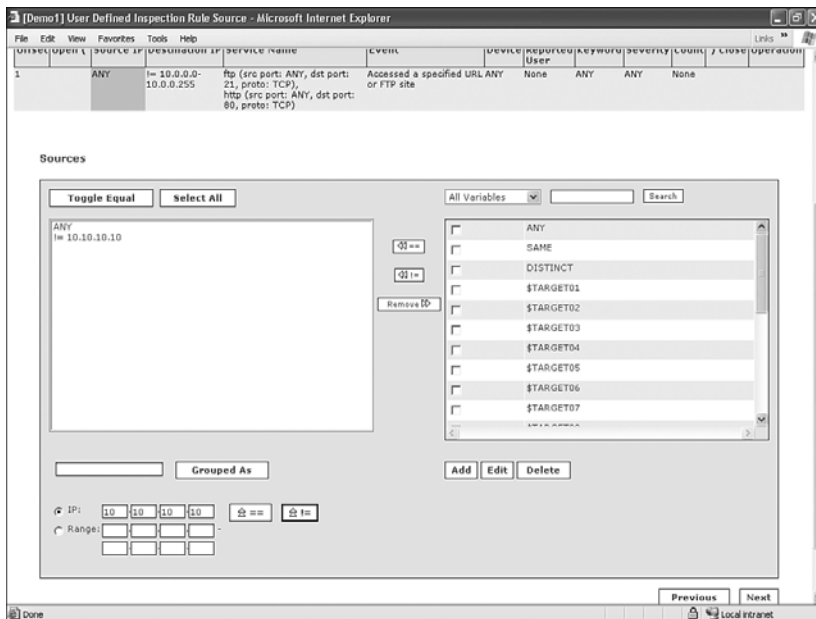 [Demo1] User Defined Inspection Rule Source - Microsoft Internet Explorer
File Edit View Favorites Tools Help Links »
Offset Open ( Source IP Destination IP Service Name Event Device Reported User Keyword Severity Count ) Close Operation
1 ANY != 10.0.0.0-10.0.0.255 ftp (src port: ANY, dst port: 21, proto: TCP), http (src port: ANY, dst port: 80, proto: TCP) Accessed a specified URL or FTP site ANY None ANY ANY None
Sources
Toggle Equal Select All All Variables Search
ANY
!= 10.10.10.10
==
!=
Remove
ANY
SAME
DISTINCT
$TARGET01
$TARGET02
$TARGET03
$TARGET04
$TARGET05
$TARGET06
$TARGET07
Grouped As Add Edit Delete
IP: 10 10 10 10 == !=
Range: -
Previous Next
Done Local intranet